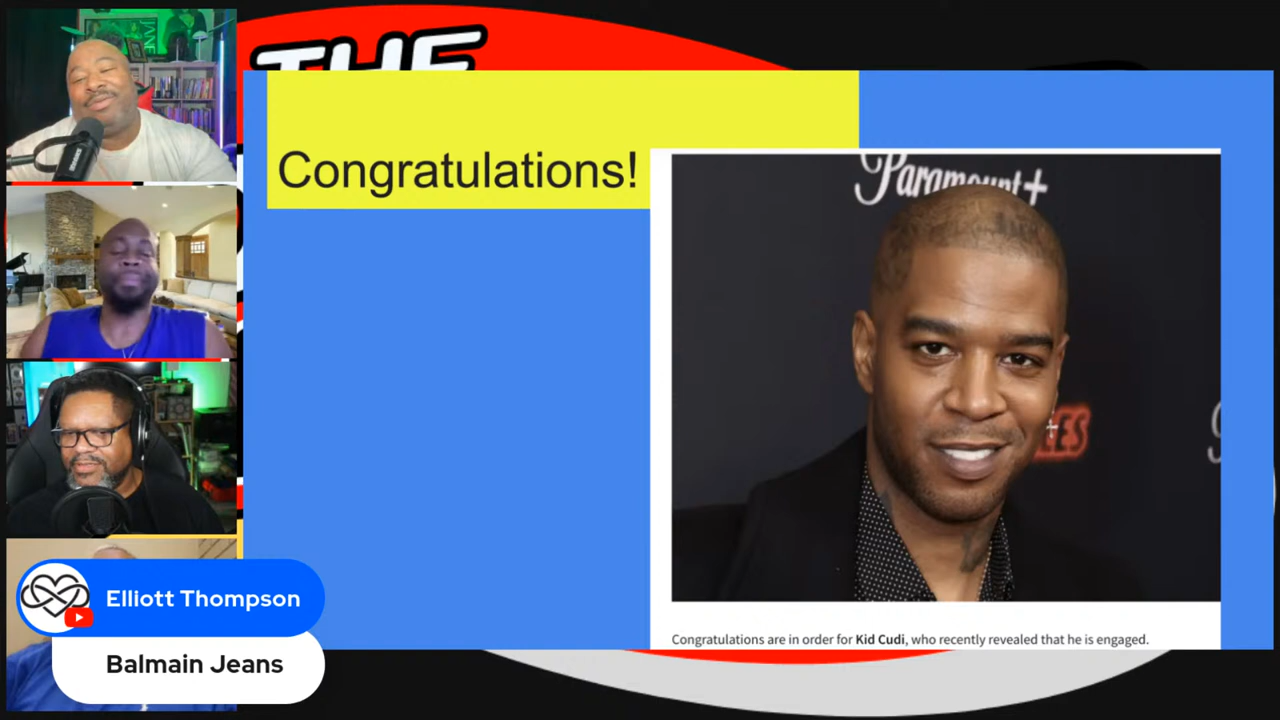 THE
Congratulations!
Paramount+
Congratulations are in order for Kid Cudi, who recently revealed that he is engaged.
Elliott Thompson
Balmain Jeans